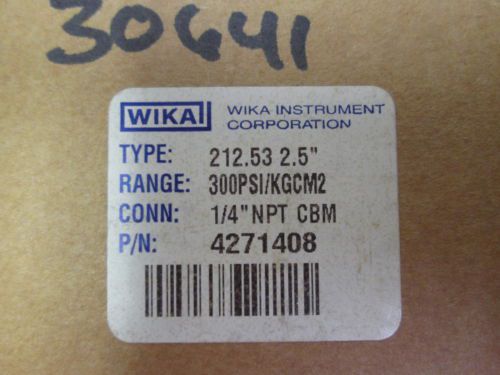 30641
WIKA
WIKA INSTRUMENT
CORPORATION
TYPE: 212.53 2.5"
RANGE: 300PSI/KGCM2
CONN: 1/4" NPT CBM
P/N: 4271408